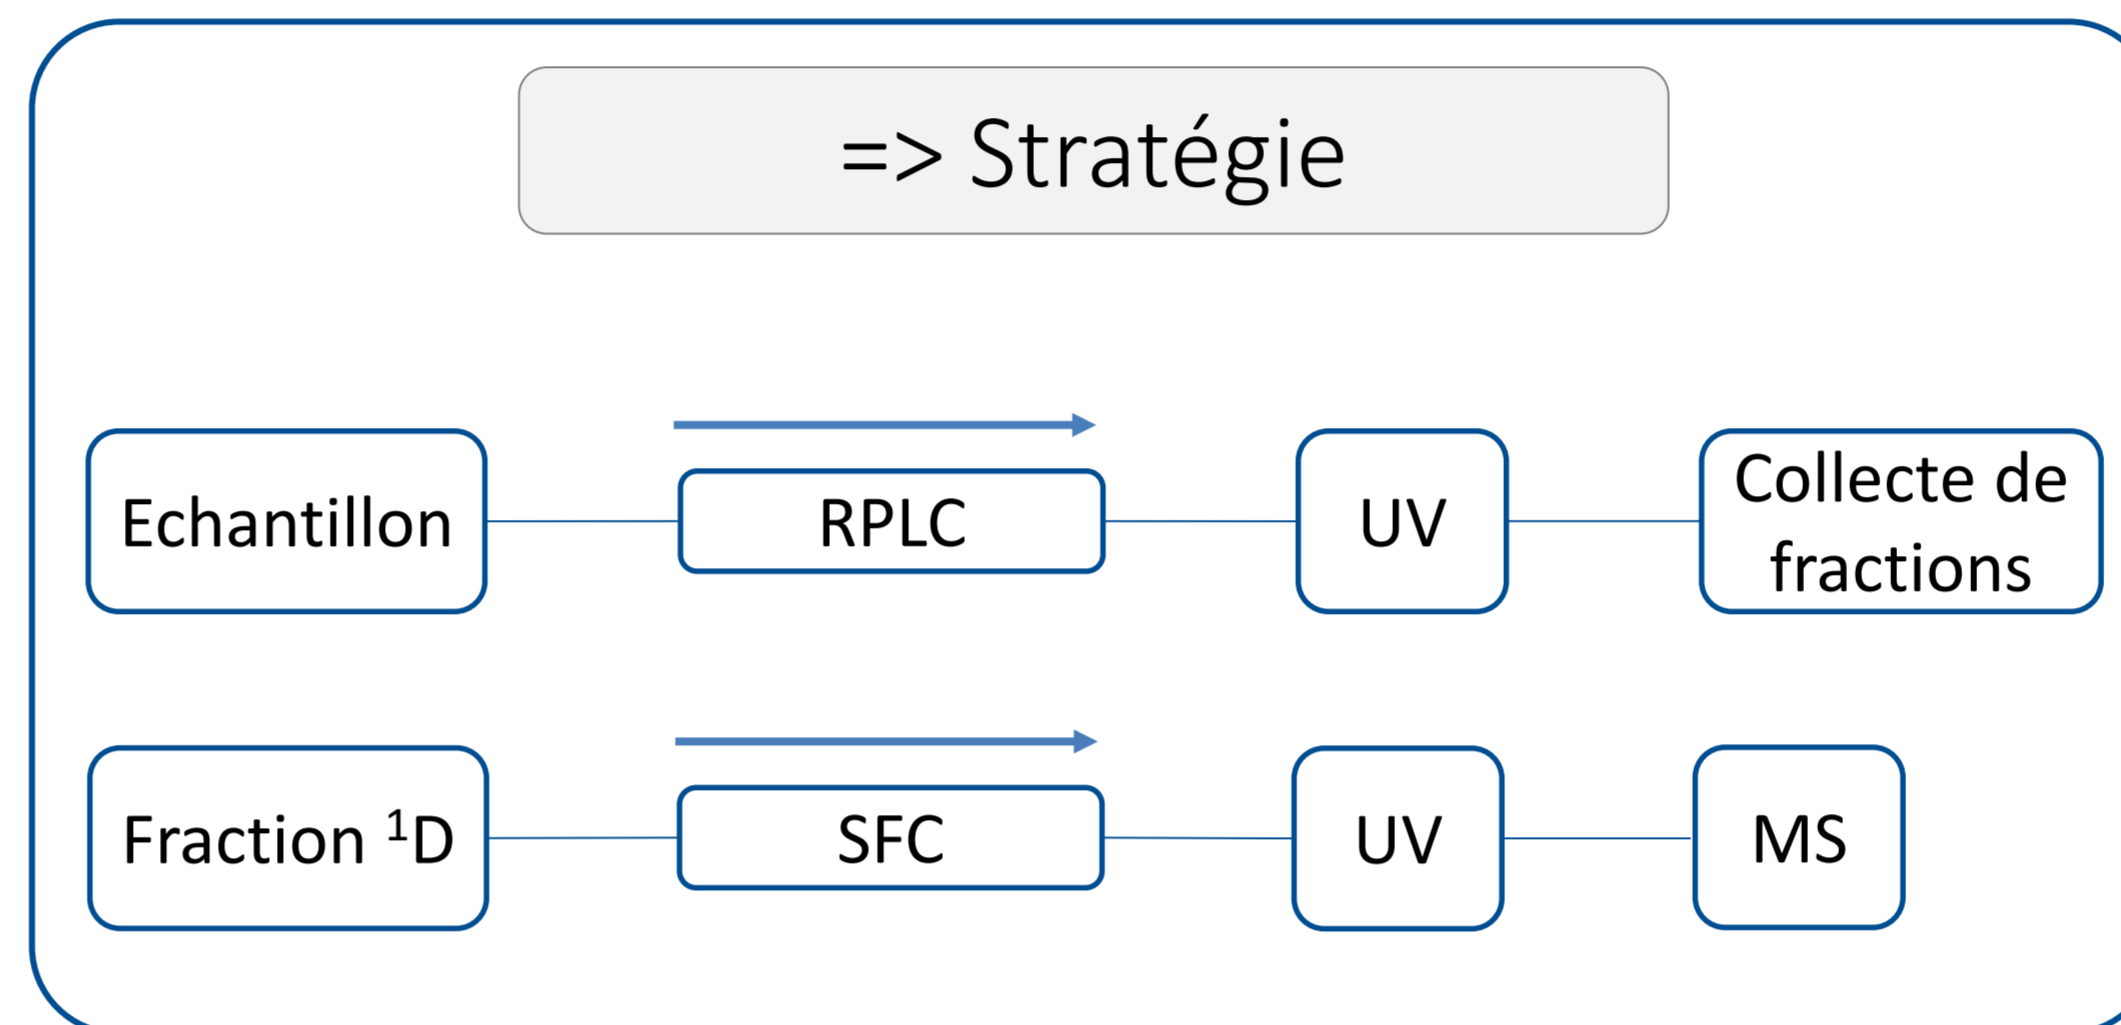 => Stratégie
Echantillon
RPLC
UV
Collecte de
fractions
Fraction ¹D
SFC
UV
MS